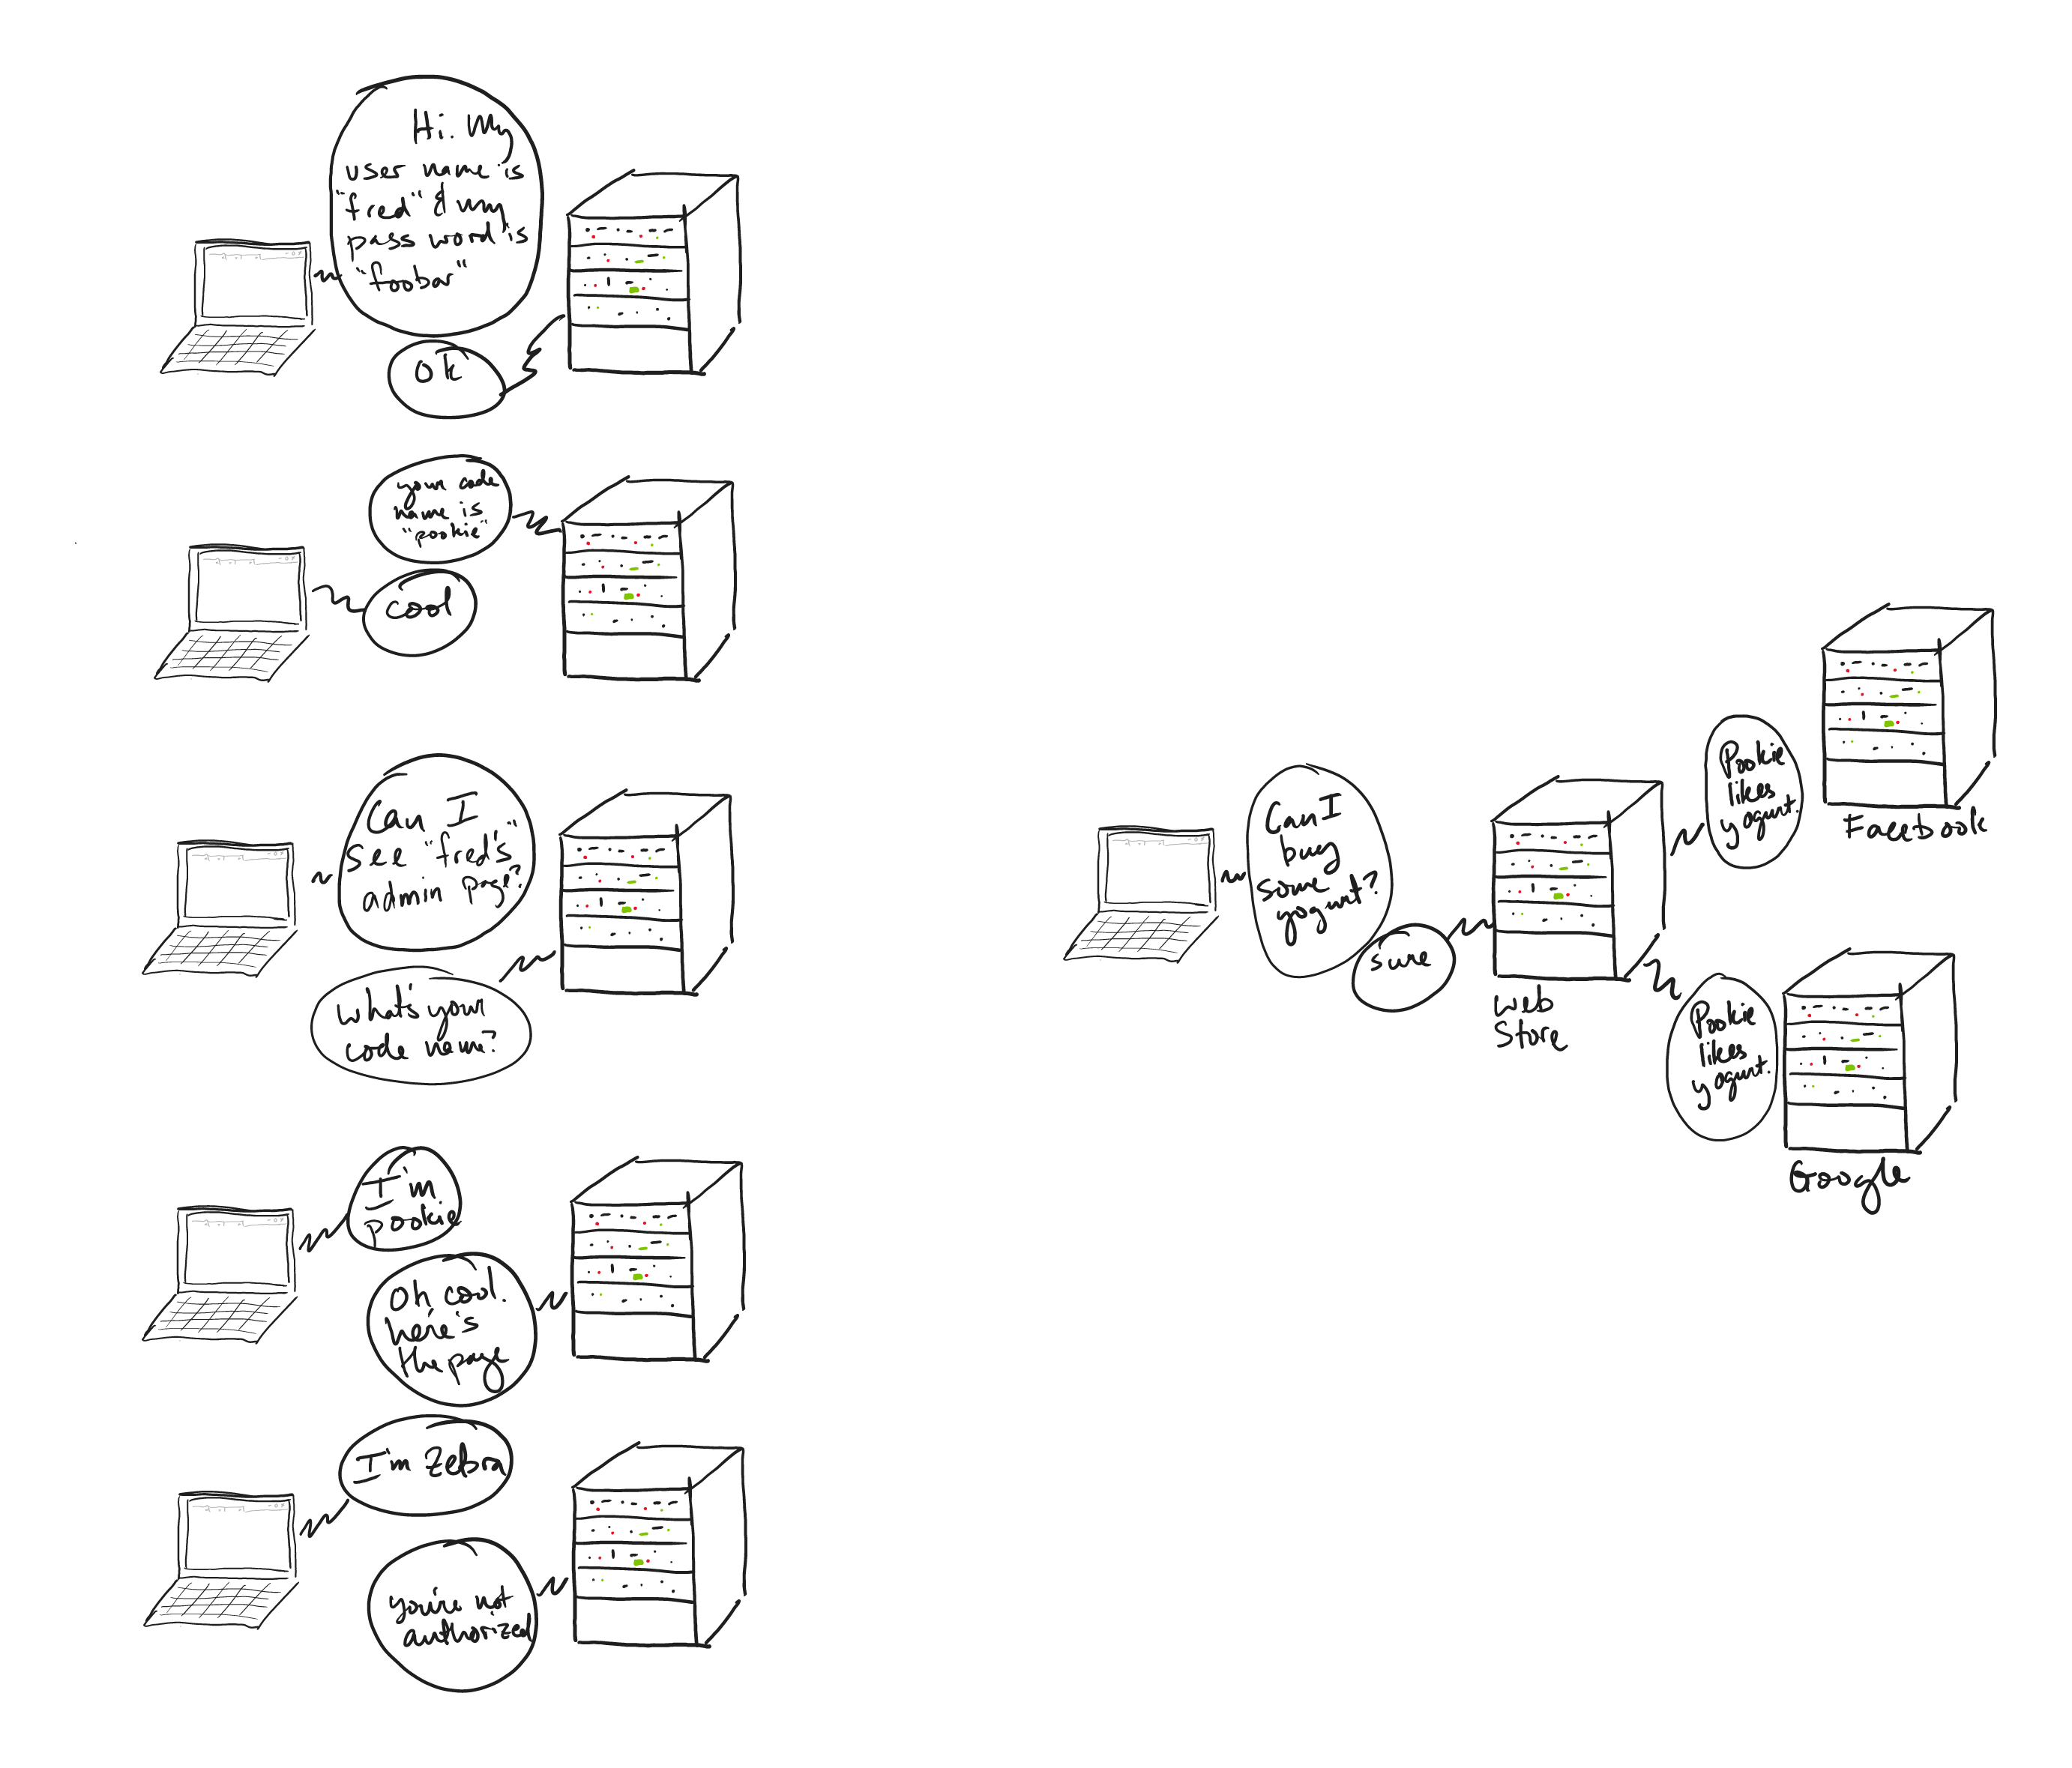 Hi. My
user name is
"fred" & my
pass word is
"foobar"
ok
your code
name is
"pookie"
cool
Can I
see "fred's"
admin page?
what's your
code name?
I'm
pookie
Oh cool.
here's
the page
I'm Zebra
you're not
authorized
Can I
buy
some
yogurt?
sure
web
store
Pookie
likes
yogurt.
Facebook
Pookie
likes
yogurt.
Google